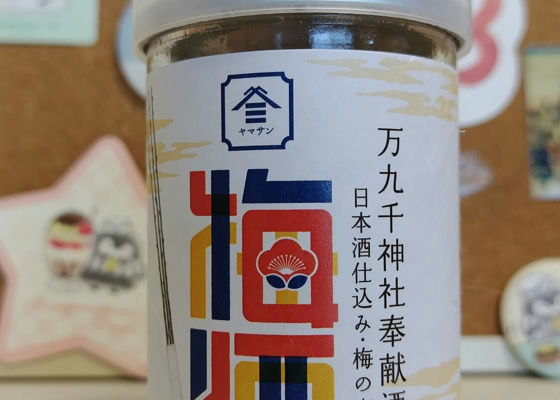 ヤマサン
万九千神社奉献酒
日本酒仕込み・梅の
梅酒